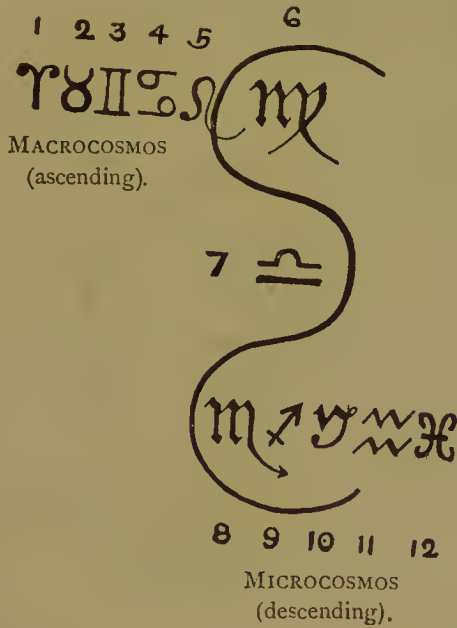 1 2 3 4 5 6
♈ ♉ ♊ ♋ ♌ ♍
MACROCOSMOS
(ascending).
7 ♎
♏ ♐ ♑ ♒ ♓
8 9 10 11 12
MICROCOSMOS
(descending).